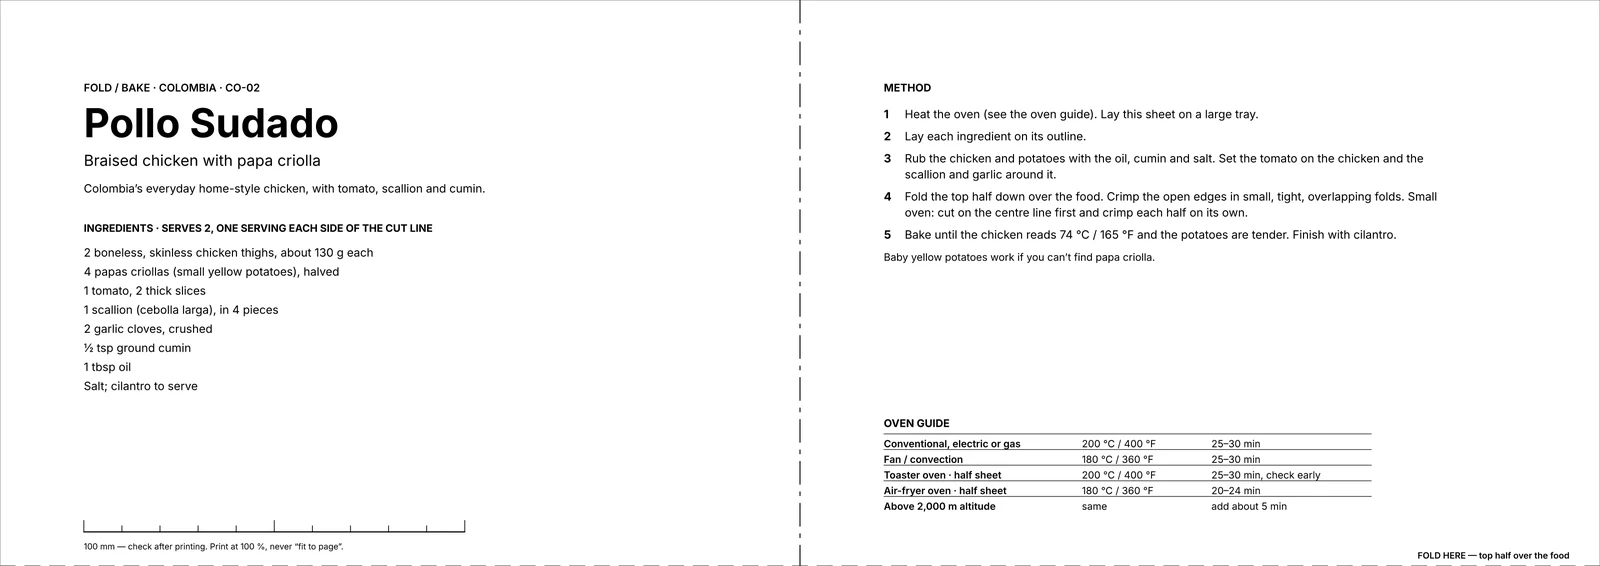 FOLD / BAKE · COLOMBIA · CO-02
Pollo Sudado
Braised chicken with papa criolla
Colombia’s everyday home-style chicken, with tomato, scallion and cumin.
INGREDIENTS · SERVES 2, ONE SERVING EACH SIDE OF THE CUT LINE
2 boneless, skinless chicken thighs, about 130 g each
4 papas criollas (small yellow potatoes), halved
1 tomato, 2 thick slices
1 scallion (cebolla larga), in 4 pieces
2 garlic cloves, crushed
½ tsp ground cumin
1 tbsp oil
Salt; cilantro to serve
100 mm — check after printing. Print at 100 %, never “fit to page”.
METHOD
1 Heat the oven (see the oven guide). Lay this sheet on a large tray.
2 Lay each ingredient on its outline.
3 Rub the chicken and potatoes with the oil, cumin and salt. Set the tomato on the chicken and the
scallion and garlic around it.
4 Fold the top half down over the food. Crimp the open edges in small, tight, overlapping folds. Small
oven: cut on the centre line first and crimp each half on its own.
5 Bake until the chicken reads 74 °C / 165 °F and the potatoes are tender. Finish with cilantro.
Baby yellow potatoes work if you can’t find papa criolla.
OVEN GUIDE
Conventional, electric or gas 200 °C / 400 °F 25–30 min
Fan / convection 180 °C / 360 °F 25–30 min
Toaster oven · half sheet 200 °C / 400 °F 25–30 min, check early
Air-fryer oven · half sheet 180 °C / 360 °F 20–24 min
Above 2,000 m altitude same add about 5 min
FOLD HERE — top half over the food